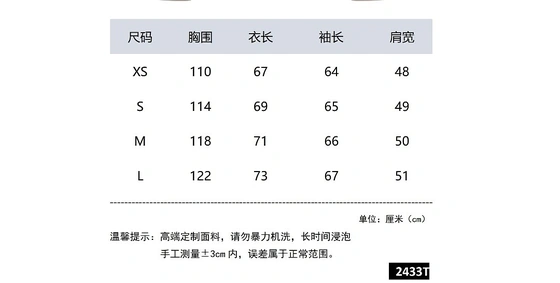 尺码 胸围 衣长 袖长 肩宽
XS 110 67 64 48
S 114 69 65 49
M 118 71 66 50
L 122 73 67 51
单位：厘米（cm）
温馨提示：高端定制面料，请勿暴力机洗，长时间浸泡
手工测量±3cm内，误差属于正常范围。
2433T